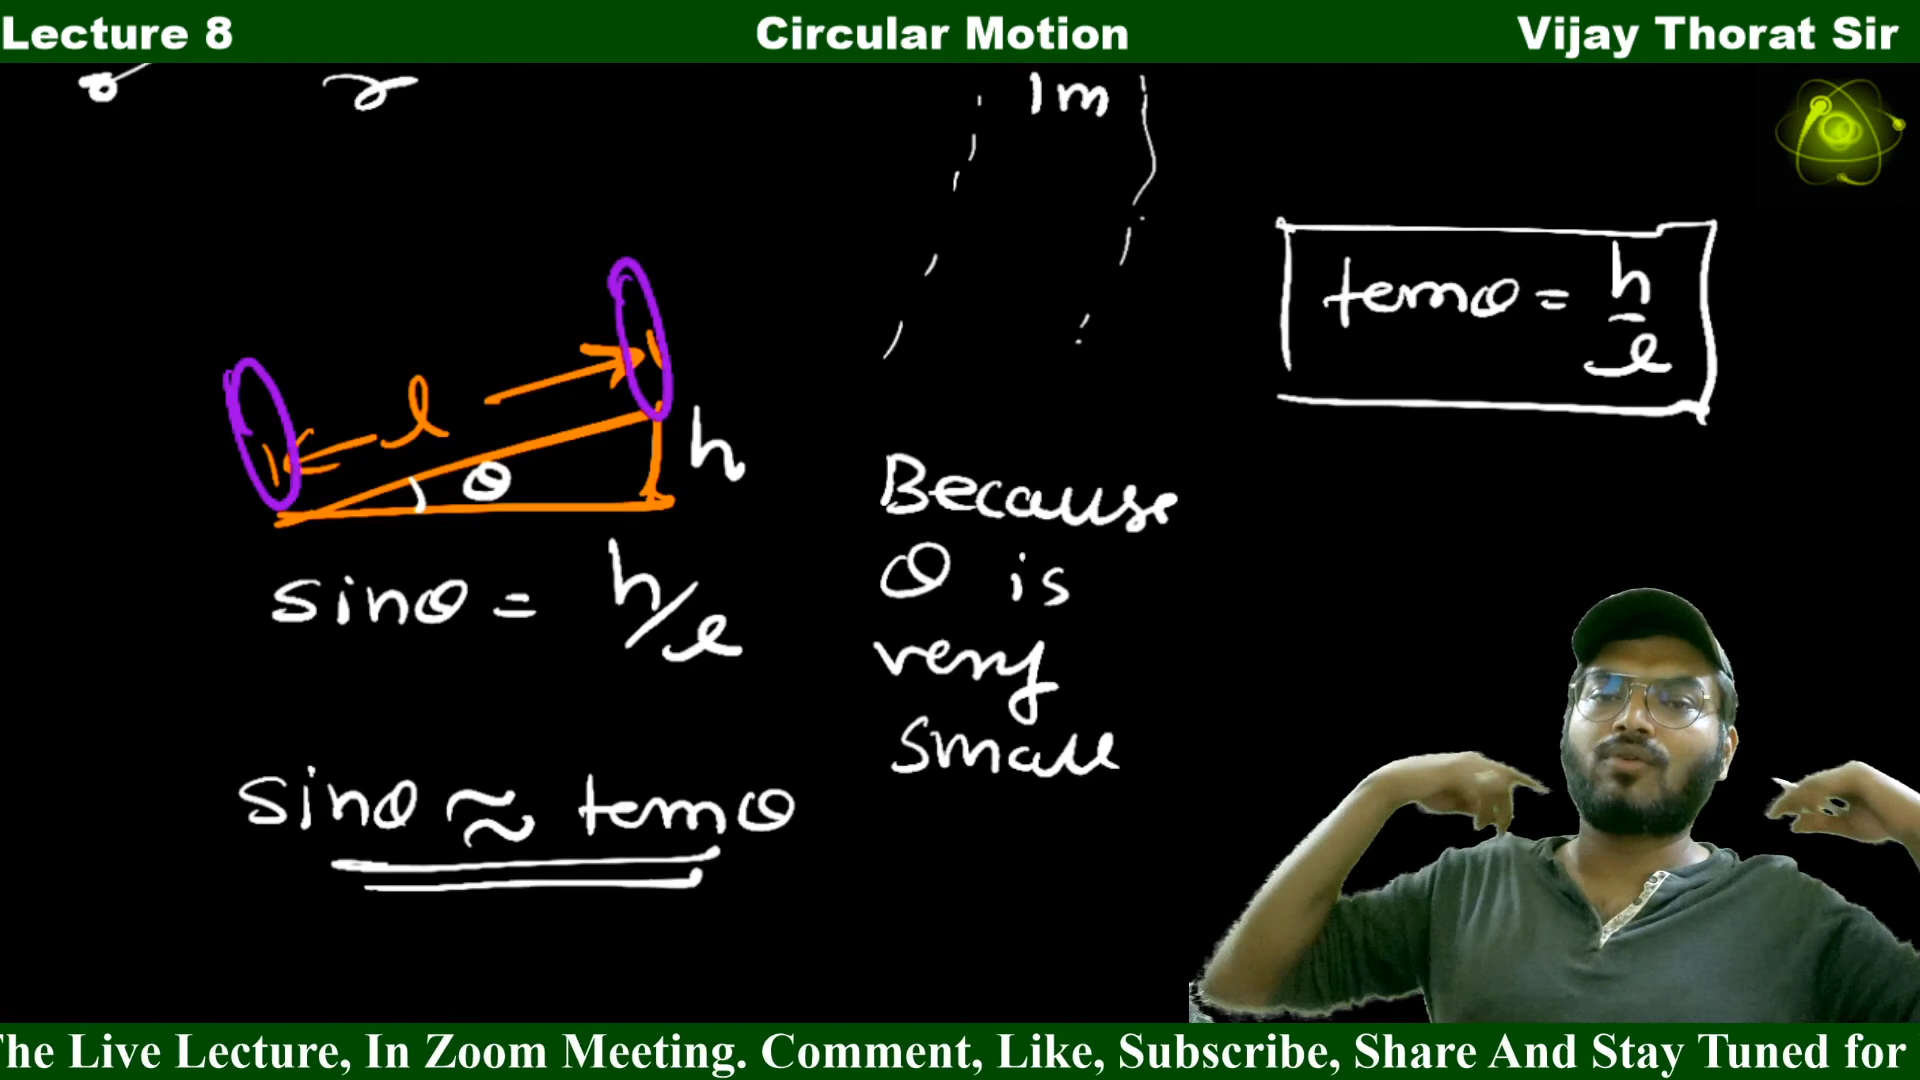 Lecture 8 Circular Motion Vijay Thorat Sir
1m
tanθ = h/l
l
h
θ
Because
θ is
very
small
sinθ = h/l
sinθ ≈ tanθ
The Live Lecture, In Zoom Meeting. Comment, Like, Subscribe, Share And Stay Tuned for